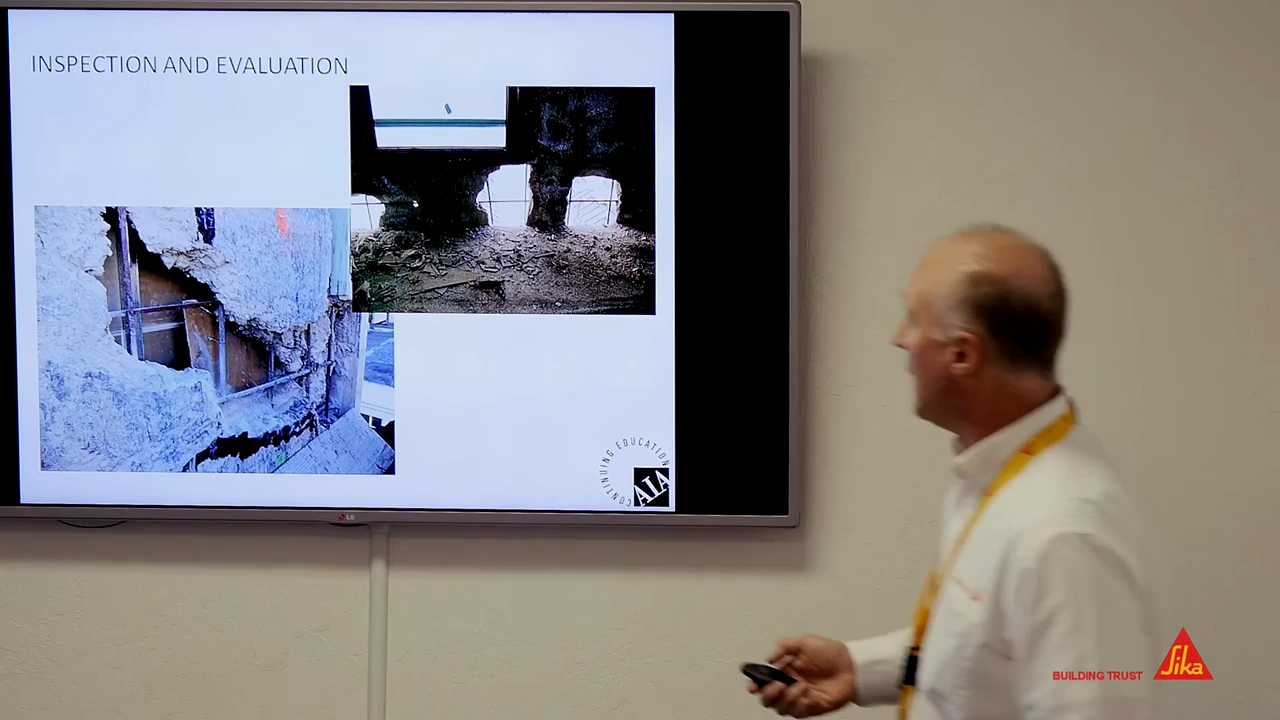 INSPECTION AND EVALUATION
CONTINUING EDUCATION
AIA
LG
BUILDING TRUST
Sika